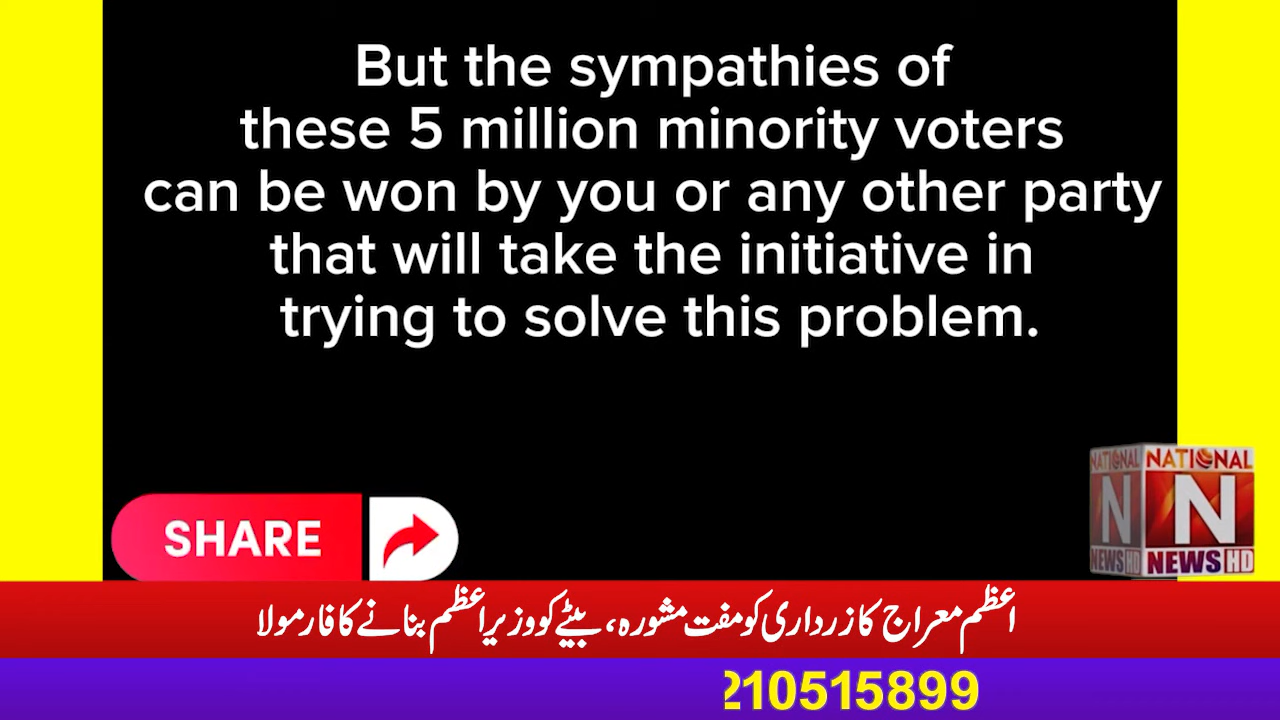 But the sympathies of
these 5 million minority voters
can be won by you or any other party
that will take the initiative in
trying to solve this problem.
SHARE
NATIONAL
N
NEWS HD
NATIONAL
N
NEWS HD
اعظم معراج کا زرداری کو مفت مشورہ، بیٹے کو وزیراعظم بنانے کا فارمولا
210515899